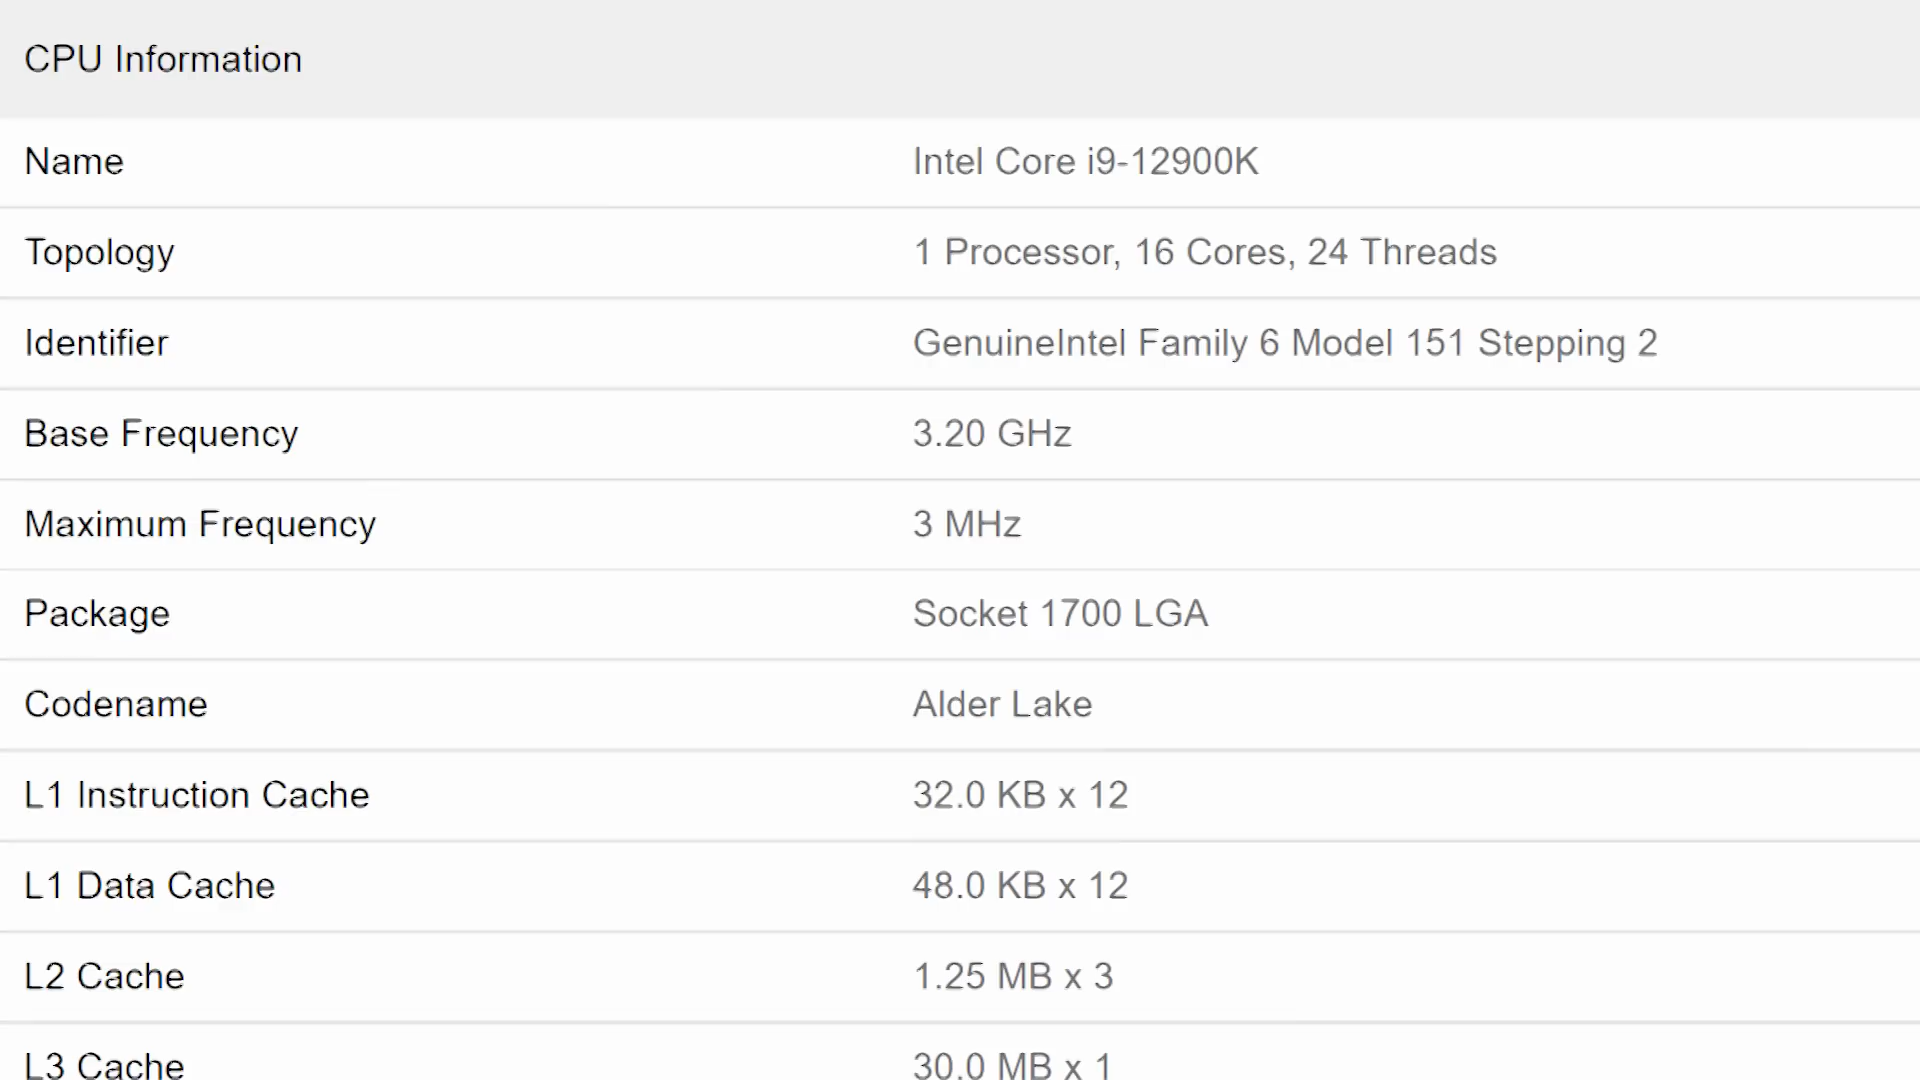 CPU Information
Name Intel Core i9-12900K
Topology 1 Processor, 16 Cores, 24 Threads
Identifier GenuineIntel Family 6 Model 151 Stepping 2
Base Frequency 3.20 GHz
Maximum Frequency 3 MHz
Package Socket 1700 LGA
Codename Alder Lake
L1 Instruction Cache 32.0 KB x 12
L1 Data Cache 48.0 KB x 12
L2 Cache 1.25 MB x 3
L3 Cache 30.0 MB x 1